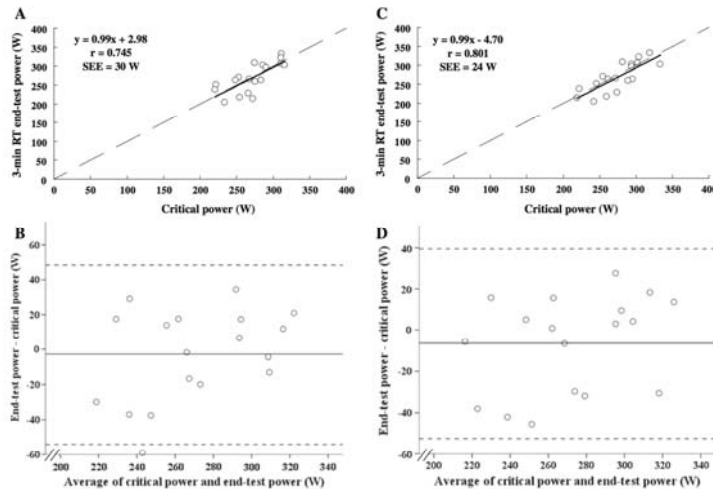 A
y = 0.99x + 2.98
r = 0.745
SEE = 30 W
3-min RT end-test power (W)
400
350
300
250
200
150
100
50
0
0 50 100 150 200 250 300 350 400
Critical power (W)
C
y = 0.99x - 4.70
r = 0.801
SEE = 24 W
3-min RT end-test power (W)
400
350
300
250
200
150
100
50
0
0 50 100 150 200 250 300 350 400
Critical power (W)
B
End-test power - critical power (W)
60
40
20
0
-20
-40
-60
200 220 240 260 280 300 320 340
Average of critical power and end-test power (W)
D
End-test power - critical power (W)
40
20
0
-20
-40
-60
200 220 240 260 280 300 320 340
Average of critical power and end-test power (W)